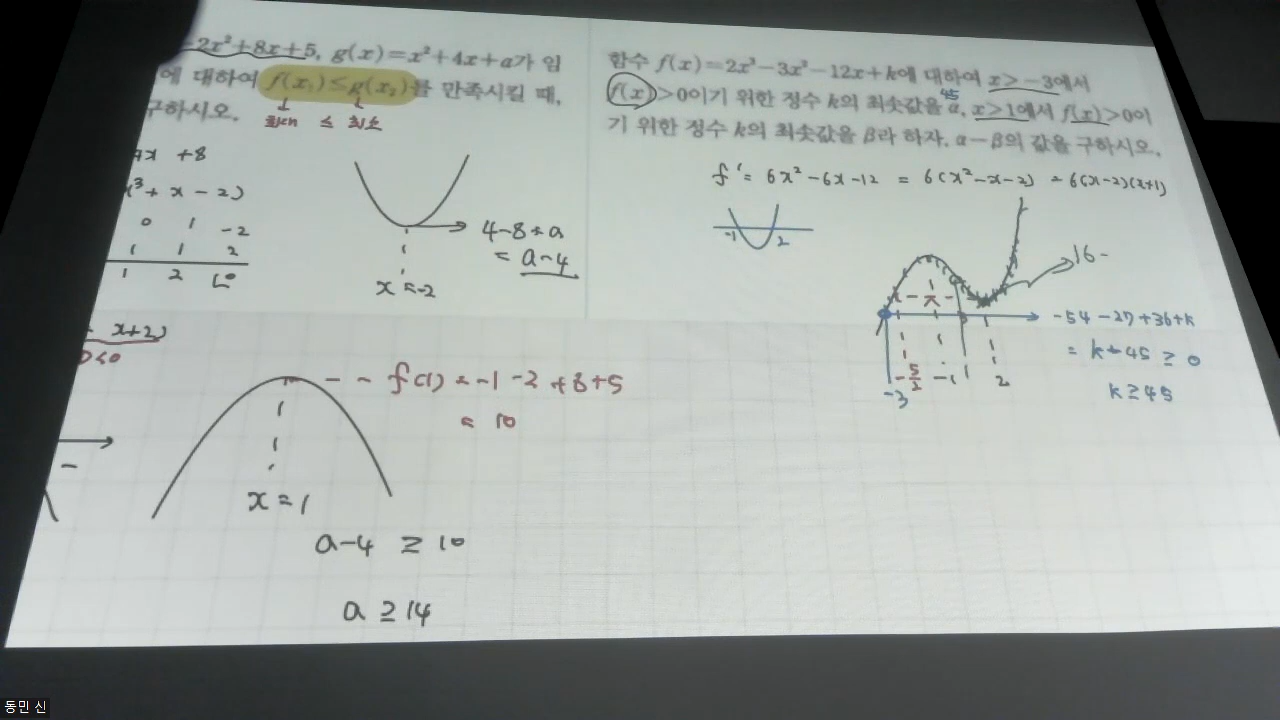 -2x²+8x+5, g(x)=x²+4x+a가 임
에 대하여 f(x₁)≤g(x₂)를 만족시킬 때,
구하시오.
≤ 최소
x +8
x³+ x - 2)
0 1 -2
1 1 2
1 2 0
x+2)
D<0
4-8+a
= a-4
x = -2
f(1) = -1 -2 +8+5
= 10
x = 1
a-4 ≥ 10
a ≥ 14
함수 f(x)=2x³-3x²-12x+k에 대하여 x>-3에서
f(x)>0이기 위한 정수 k의 최솟값을 α, x>1에서 f(x)>0이
45
기 위한 정수 k의 최솟값을 β라 하자. α-β의 값을 구하시오.
f' = 6x²-6x-12 = 6(x²-x-2) = 6(x-2)(x+1)
-1 2
16-
-54 -27+36+k
= k-45 ≥ 0
k ≥ 45
-3 -5/2 -1 1 2
동민 신